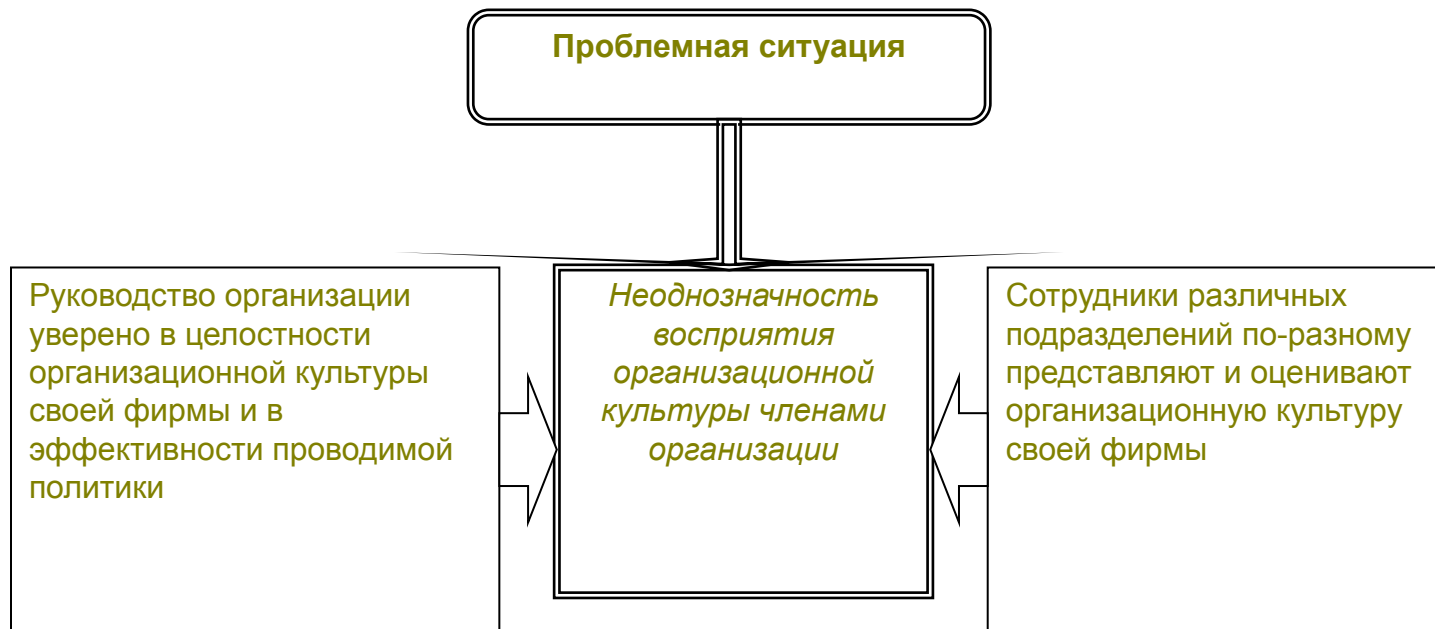 Проблемная ситуация
Руководство организации
уверено в целостности
организационной культуры
своей фирмы и в
эффективности проводимой
политики
Неоднозначность
восприятия
организационной
культуры членами
организации
Сотрудники различных
подразделений по-разному
представляют и оценивают
организационную культуру
своей фирмы